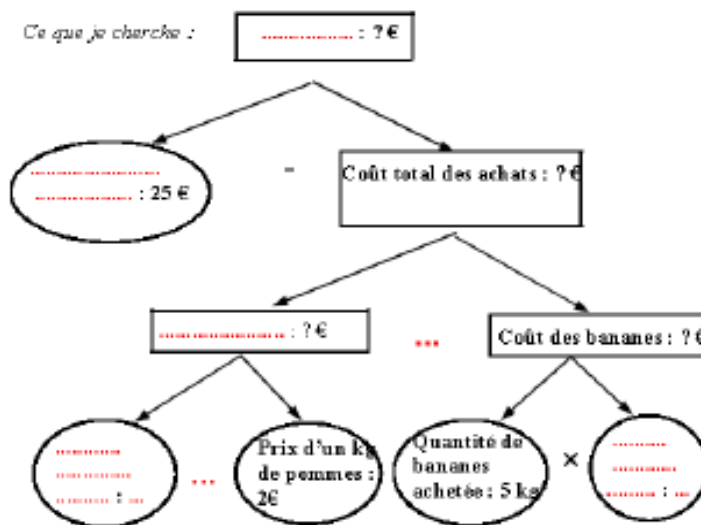 Ce que je cherche :
.................... : ? €
............................
..................... : 25 €
-
Coût total des achats : ? €
........................... : ? €
...
Coût des bananes : ? €
..............
................
............ : ...
...
Prix d'un kg
de pommes :
2€
Quantité de
bananes
achetée : 5 kg
×
............
..............
........... : ...